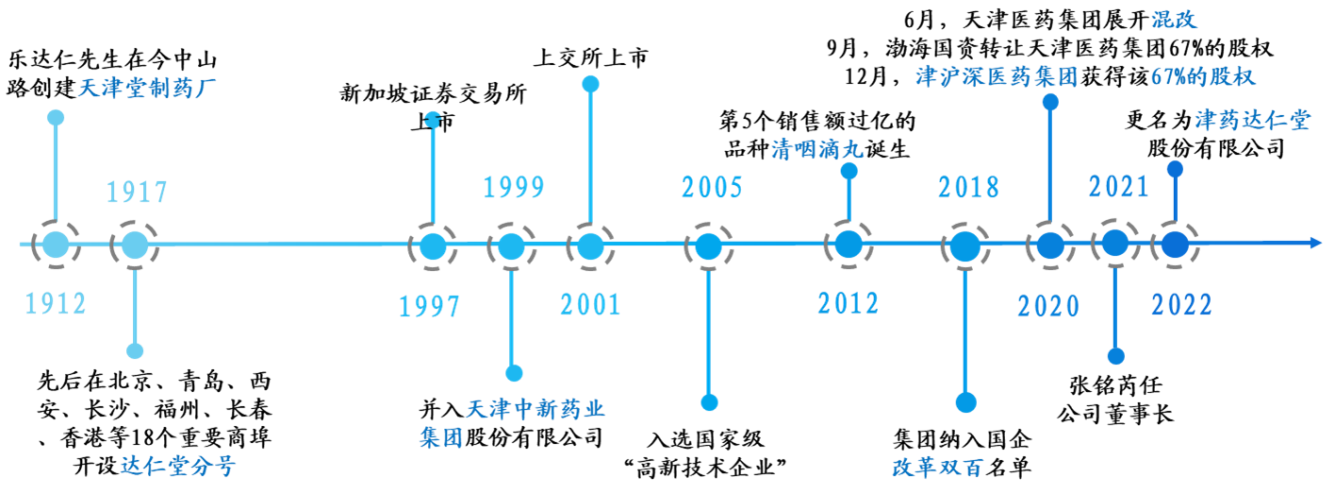 乐达仁先生在今中山
路创建天津堂制药厂
1912
1917
先后在北京、青岛、西
安、长沙、福州、长春
、香港等18个重要商埠
开设达仁堂分号
新加坡证券交易所
上市
1997
1999
并入天津中新药业
集团股份有限公司
上交所上市
2001
2005
入选国家级
“高新技术企业”
第5个销售额过亿的
品种清咽滴丸诞生
2012
2018
集团纳入国企
改革双百名单
6月，天津医药集团展开混改
9月，渤海国资转让天津医药集团67%的股权
12月，津沪深医药集团获得该67%的股权
2020
2021
张铭芮任
公司董事长
更名为津药达仁堂
股份有限公司
2022